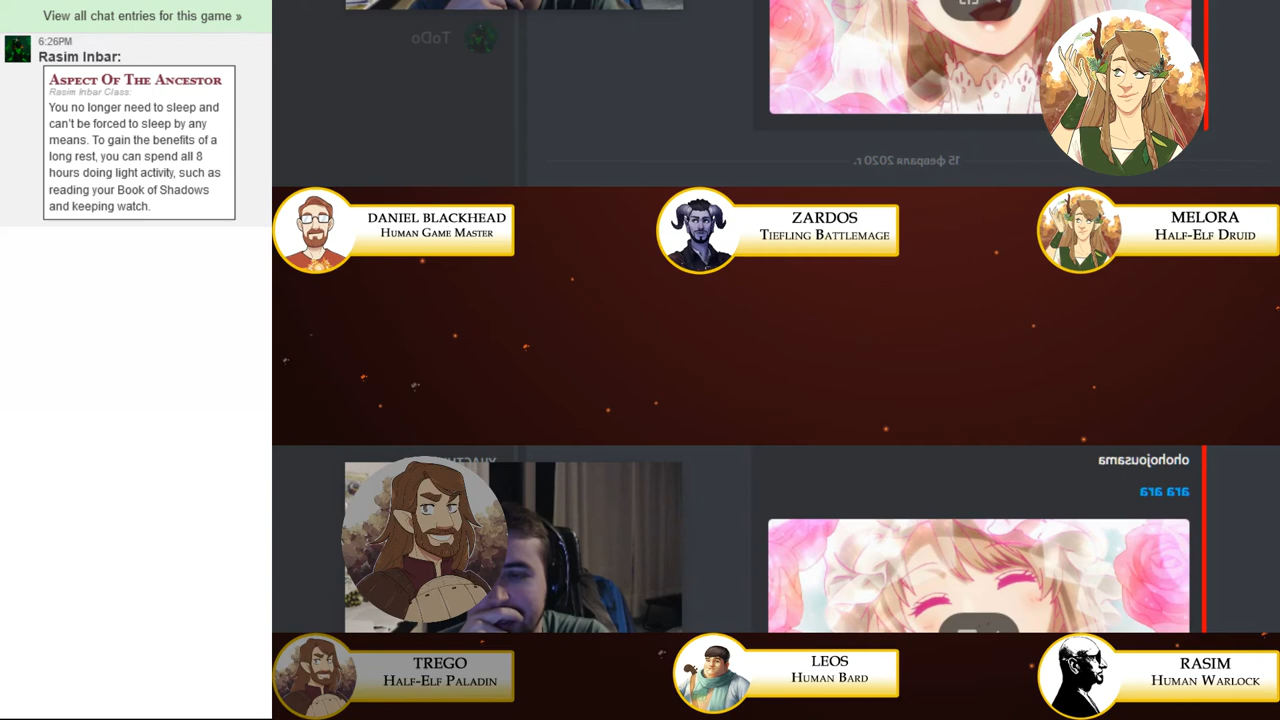 View all chat entries for this game »
6:26PM
Rasim Inbar:
Aspect Of The Ancestor
Rasim Inbar Class:
You no longer need to sleep and
can't be forced to sleep by any
means. To gain the benefits of a
long rest, you can spend all 8
hours doing light activity, such as
reading your Book of Shadows
and keeping watch.
ToDo
15 февраля 2020 г.
DANIEL BLACKHEAD
Human Game Master
ZARDOS
Tiefling Battlemage
MELORA
Half-Elf Druid
ohohojousama
ara ara
TREGO
Half-Elf Paladin
LEOS
Human Bard
RASIM
Human Warlock